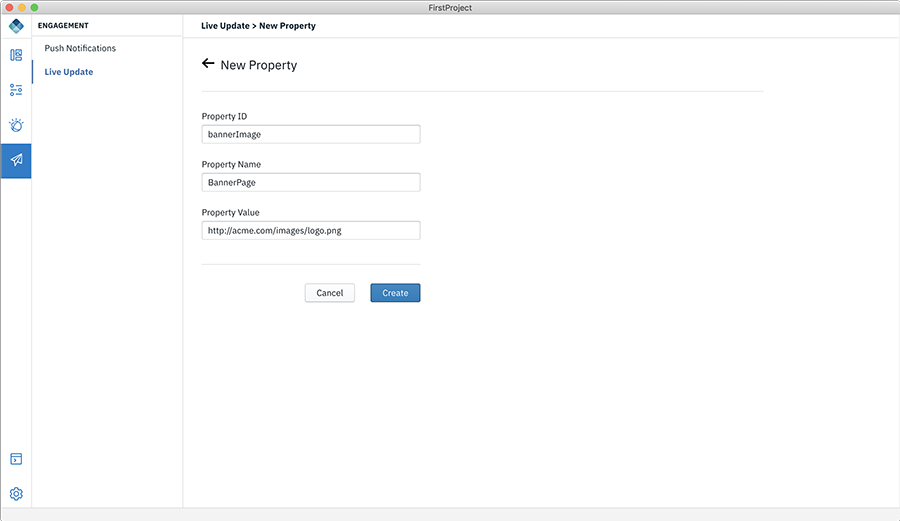 FirstProject
ENGAGEMENT
Push Notifications
Live Update
Live Update > New Property
New Property
Property ID
bannerImage
Property Name
BannerPage
Property Value
http://acme.com/images/logo.png
Cancel
Create